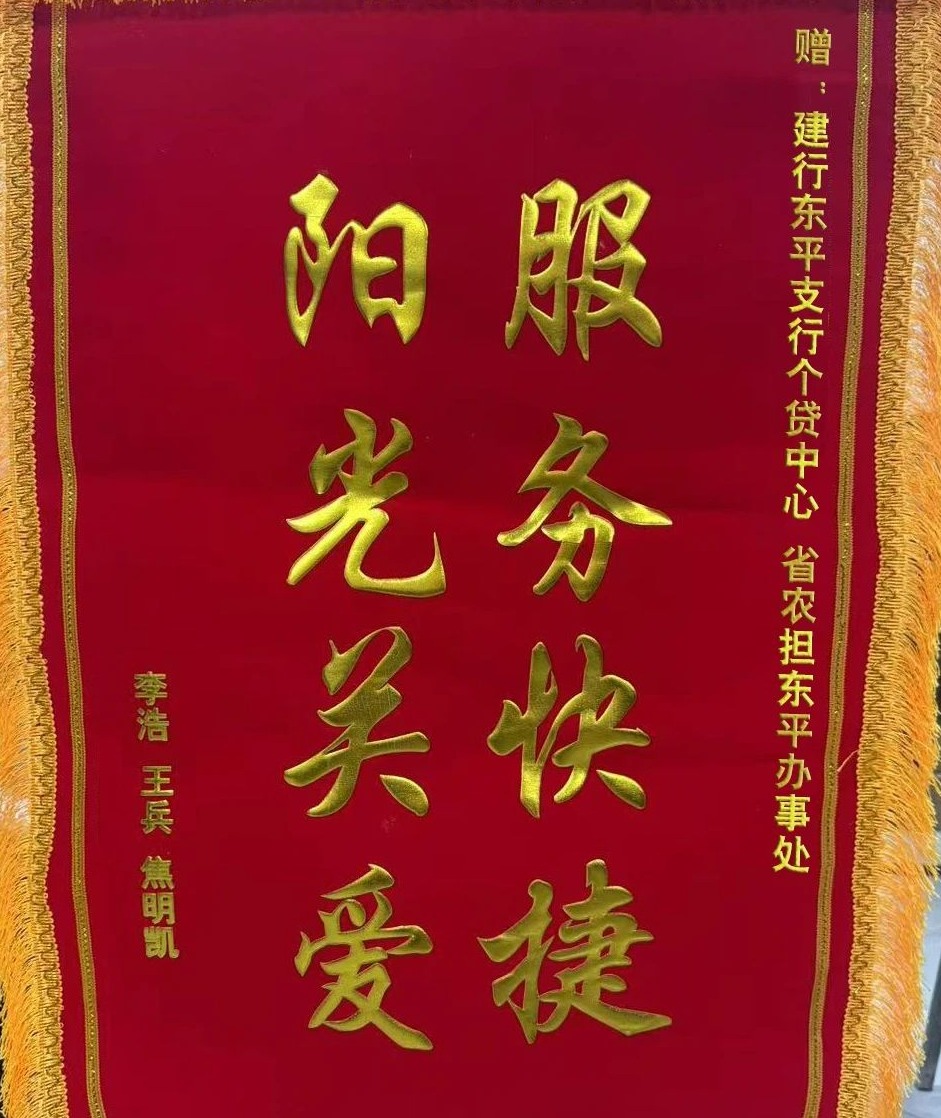 赠：建行东平支行个贷中心 省农担东平办事处
服务快捷
阳光关爱
李浩 王兵 焦明凯